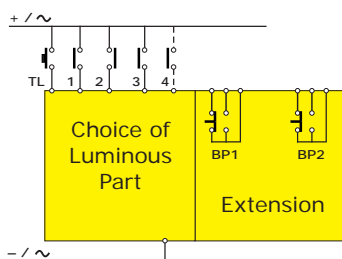 + / ~
TL 1 2 3 4
Choice of
Luminous
Part
BP1 BP2
Extension
– / ~